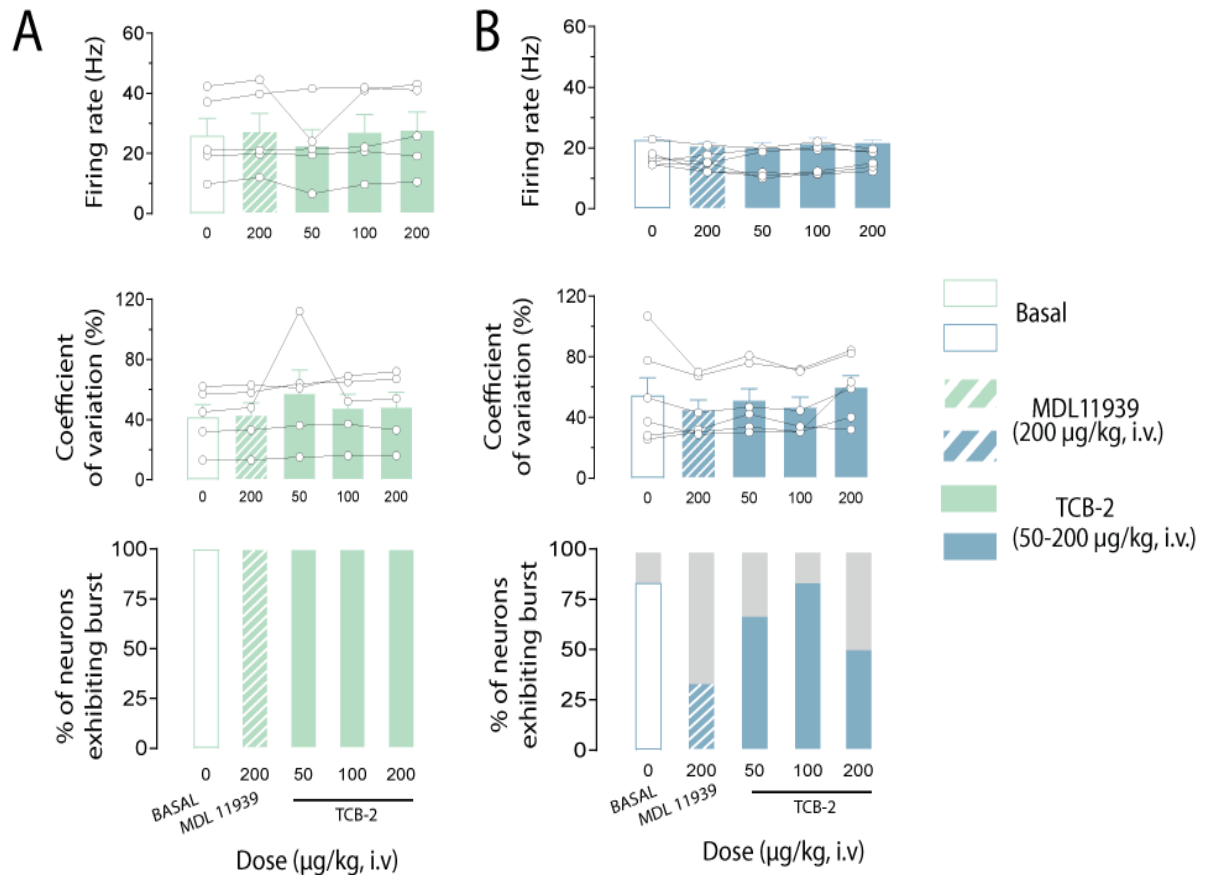 A
Firing rate (Hz)
60
40
20
0
0 200 50 100 200
Coefficient
of variation (%)
120
80
40
0
0 200 50 100 200
% of neurons
exhibiting burst
100
75
50
25
0
0 200 50 100 200
BASAL
MDL 11939
TCB-2
Dose (µg/kg, i.v)
B
Firing rate (Hz)
60
40
20
0
0 200 50 100 200
Coefficient
of variation (%)
120
80
40
0
0 200 50 100 200
% of neurons
exhibiting burst
100
75
50
25
0
0 200 50 100 200
BASAL
MDL 11939
TCB-2
Dose (µg/kg, i.v)
Basal
MDL11939
(200 µg/kg, i.v.)
TCB-2
(50-200 µg/kg, i.v.)